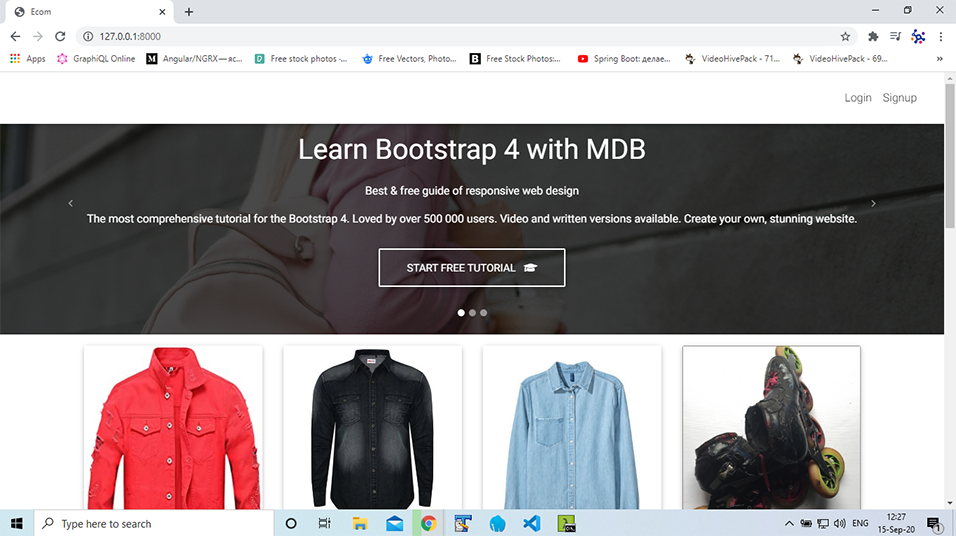 Ecom
127.0.0.1:8000
Apps GraphiQL Online Angular/NGRX — яс... Free stock photos -... Free Vectors, Photo... Free Stock Photos:... Spring Boot: делае... VideoHivePack - 71... VideoHivePack - 69...
Login Signup
Learn Bootstrap 4 with MDB
Best & free guide of responsive web design
The most comprehensive tutorial for the Bootstrap 4. Loved by over 500 000 users. Video and written versions available. Create your own, stunning website.
START FREE TUTORIAL
Type here to search
ENG
12:27
15-Sep-20
1